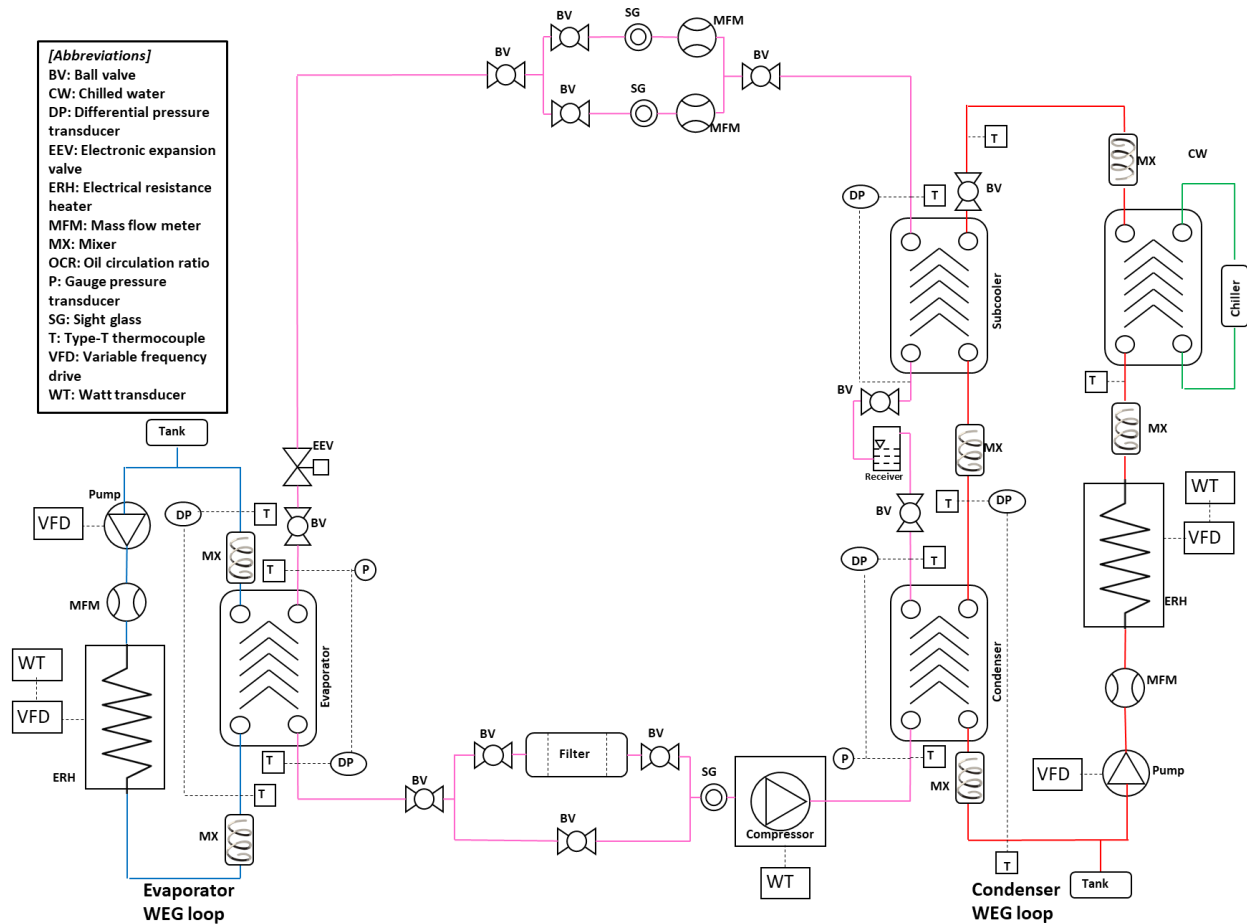 [Abbreviations]
BV: Ball valve
CW: Chilled water
DP: Differential pressure
transducer
EEV: Electronic expansion
valve
ERH: Electrical resistance
heater
MFM: Mass flow meter
MX: Mixer
OCR: Oil circulation ratio
P: Gauge pressure
transducer
SG: Sight glass
T: Type-T thermocouple
VFD: Variable frequency
drive
WT: Watt transducer
BV
BV
SG
MFM
BV
BV
SG
MFM
T
MX
CW
DP
T
BV
Subcooler
Chiller
T
BV
MX
MX
Receiver
BV
T
DP
WT
VFD
ERH
DP
T
Condenser
MFM
P
T
MX
VFD
Pump
T
Tank
Condenser
WEG loop
Tank
EEV
Pump
VFD
DP
T
BV
MX
T
P
MFM
WT
VFD
ERH
Evaporator
T
DP
T
MX
Evaporator
WEG loop
BV
BV
Filter
BV
BV
SG
Compressor
WT